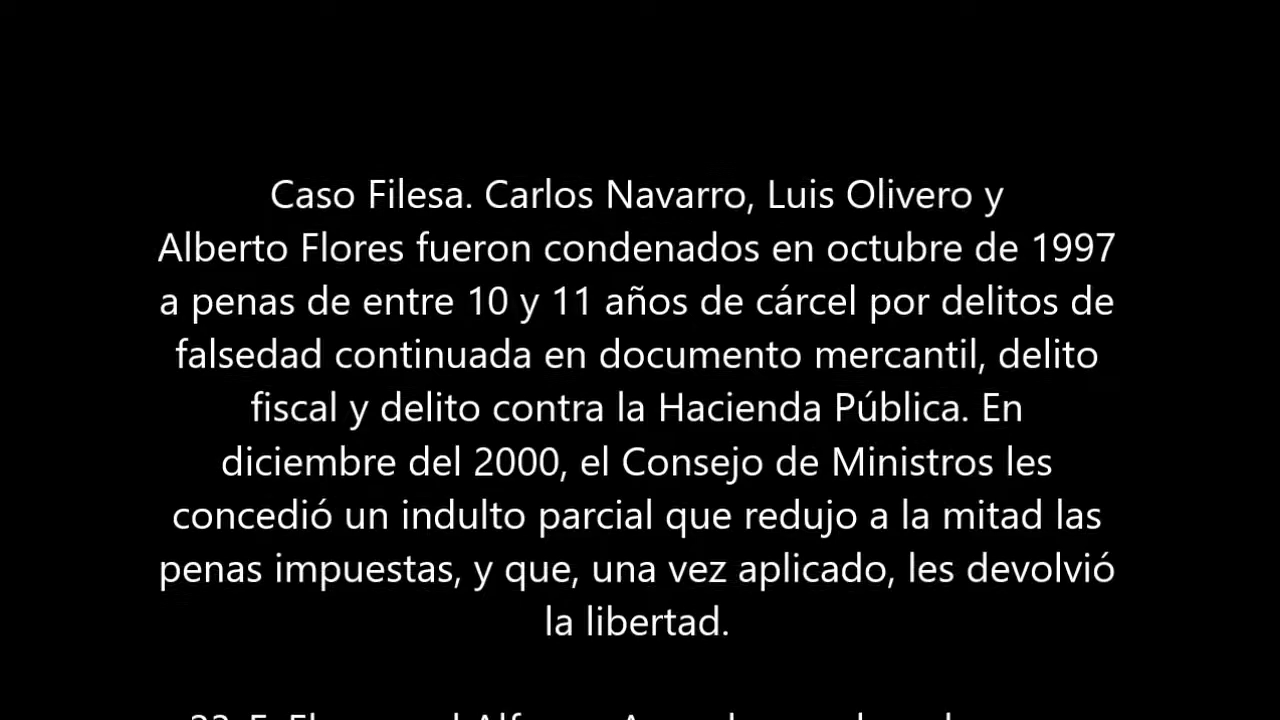 Caso Filesa. Carlos Navarro, Luis Olivero y
Alberto Flores fueron condenados en octubre de 1997
a penas de entre 10 y 11 años de cárcel por delitos de
falsedad continuada en documento mercantil, delito
fiscal y delito contra la Hacienda Pública. En
diciembre del 2000, el Consejo de Ministros les
concedió un indulto parcial que redujo a la mitad las
penas impuestas, y que, una vez aplicado, les devolvió
la libertad.